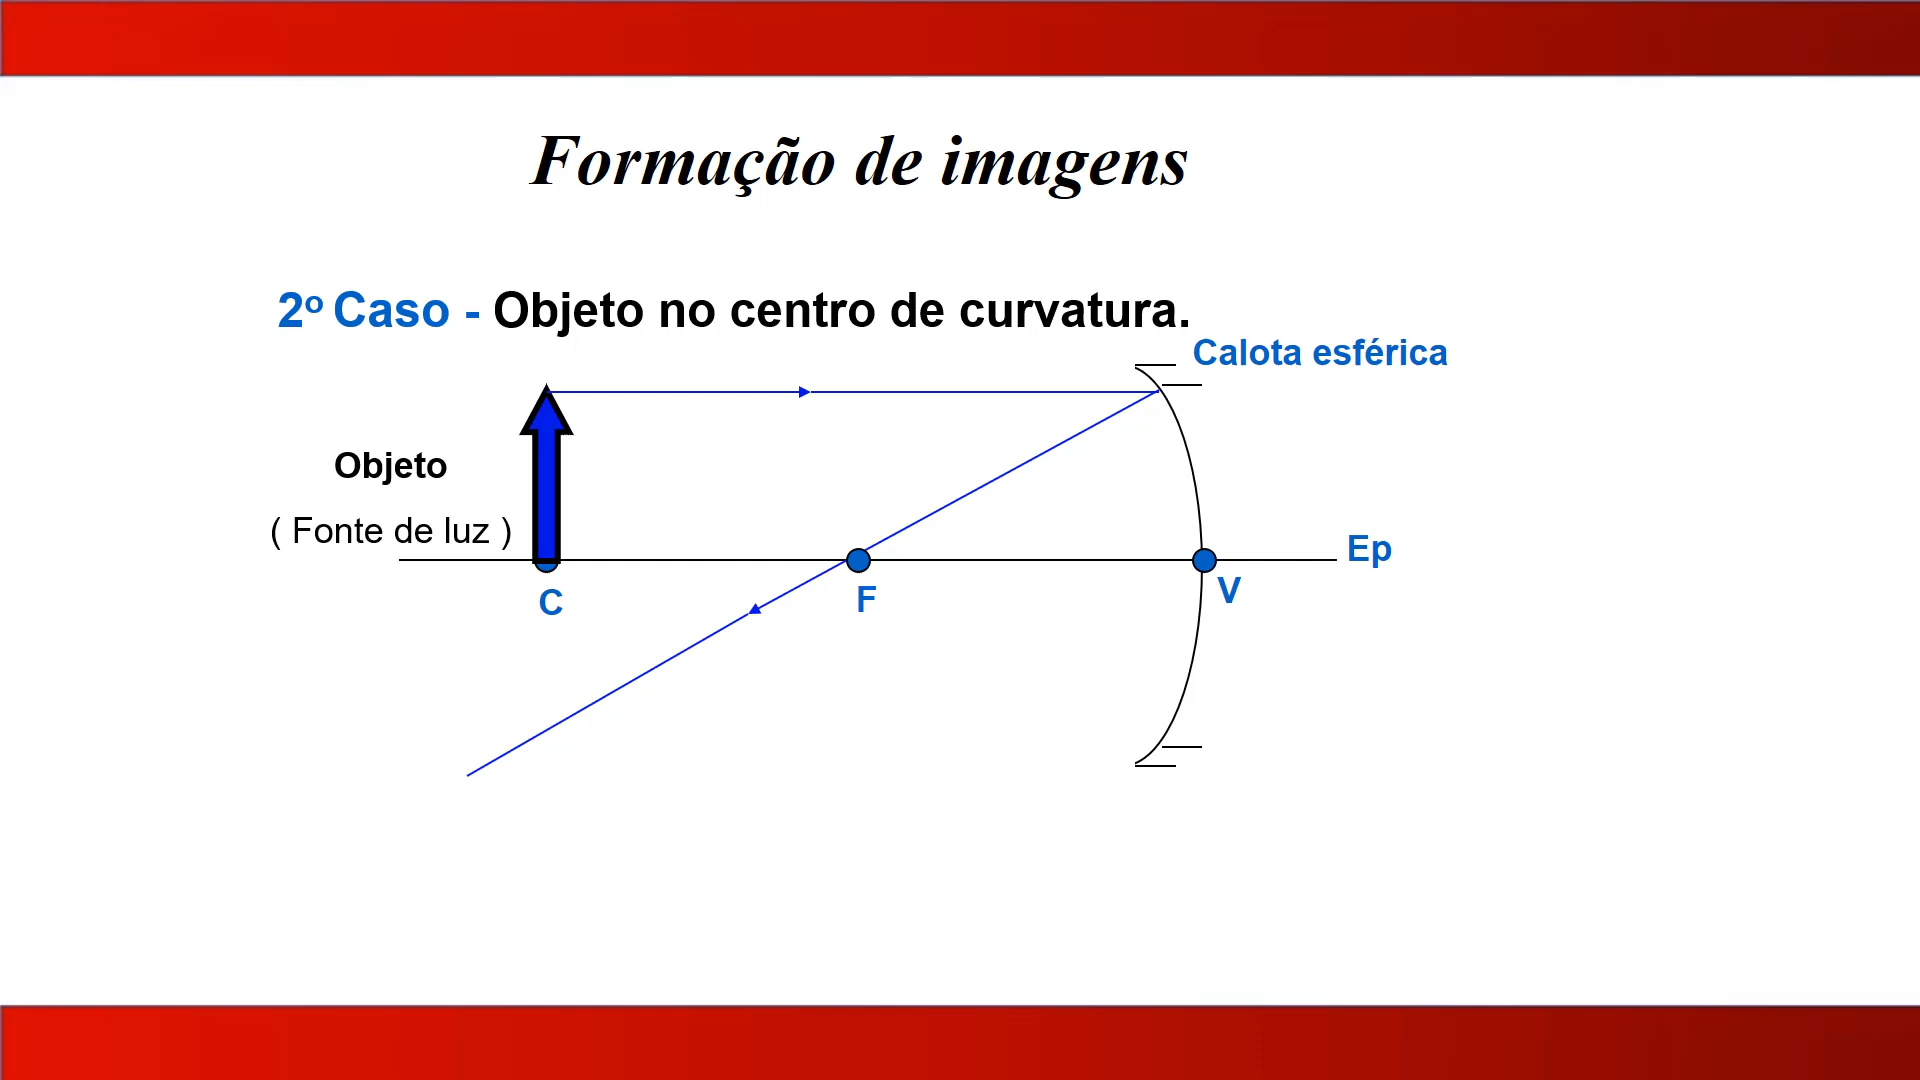 Formação de imagens
2º Caso - Objeto no centro de curvatura.
Calota esférica
Objeto
( Fonte de luz )
Ep
C
F
V